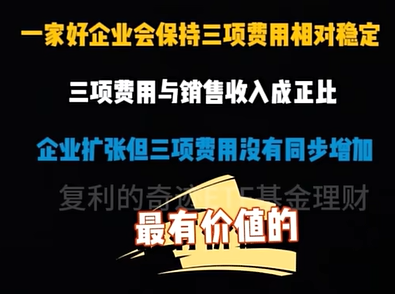 一家好企业会保持三项费用相对稳定
三项费用与销售收入成正比
企业扩张但三项费用没有同步增加
复利的奇迹 基金理财
最有价值的